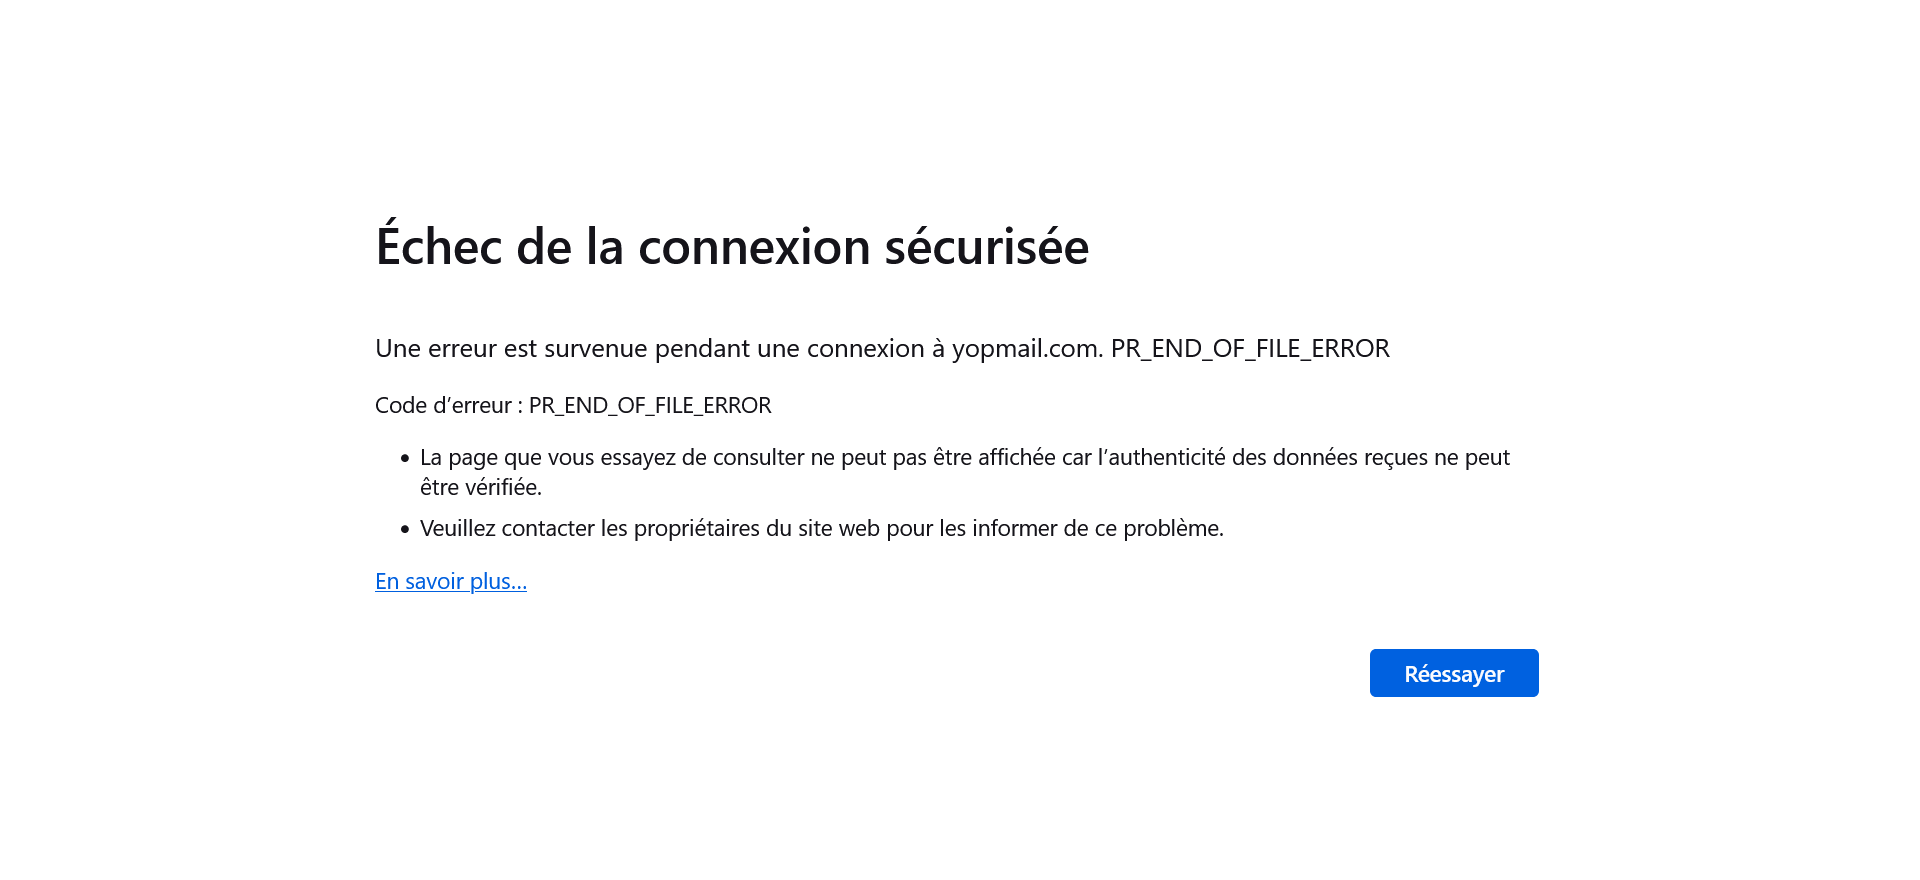 Échec de la connexion sécurisée
Une erreur est survenue pendant une connexion à yopmail.com. PR_END_OF_FILE_ERROR
Code d’erreur : PR_END_OF_FILE_ERROR
• La page que vous essayez de consulter ne peut pas être affichée car l’authenticité des données reçues ne peut
être vérifiée.
• Veuillez contacter les propriétaires du site web pour les informer de ce problème.
En savoir plus…
Réessayer